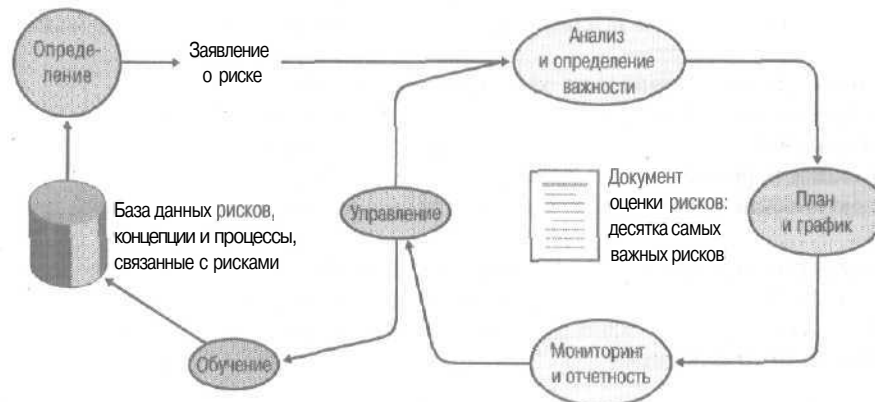 Опреде-
ление
Заявление
о риске
Анализ
и определение
важности
База данных рисков,
концепции и процессы,
связанные с рисками
Управление
Документ
оценки рисков:
десятка самых
важных рисков
План
и график
Обучение
Мониторинг
и отчетность